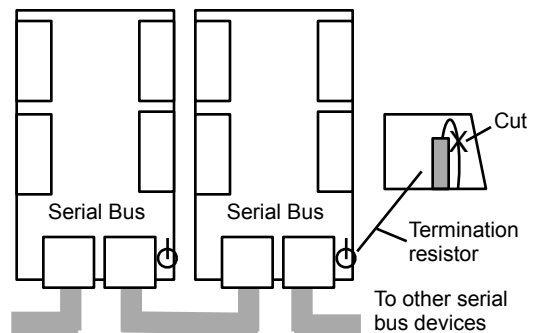 Cut
Serial Bus
Serial Bus
Termination
resistor
To other serial
bus devices